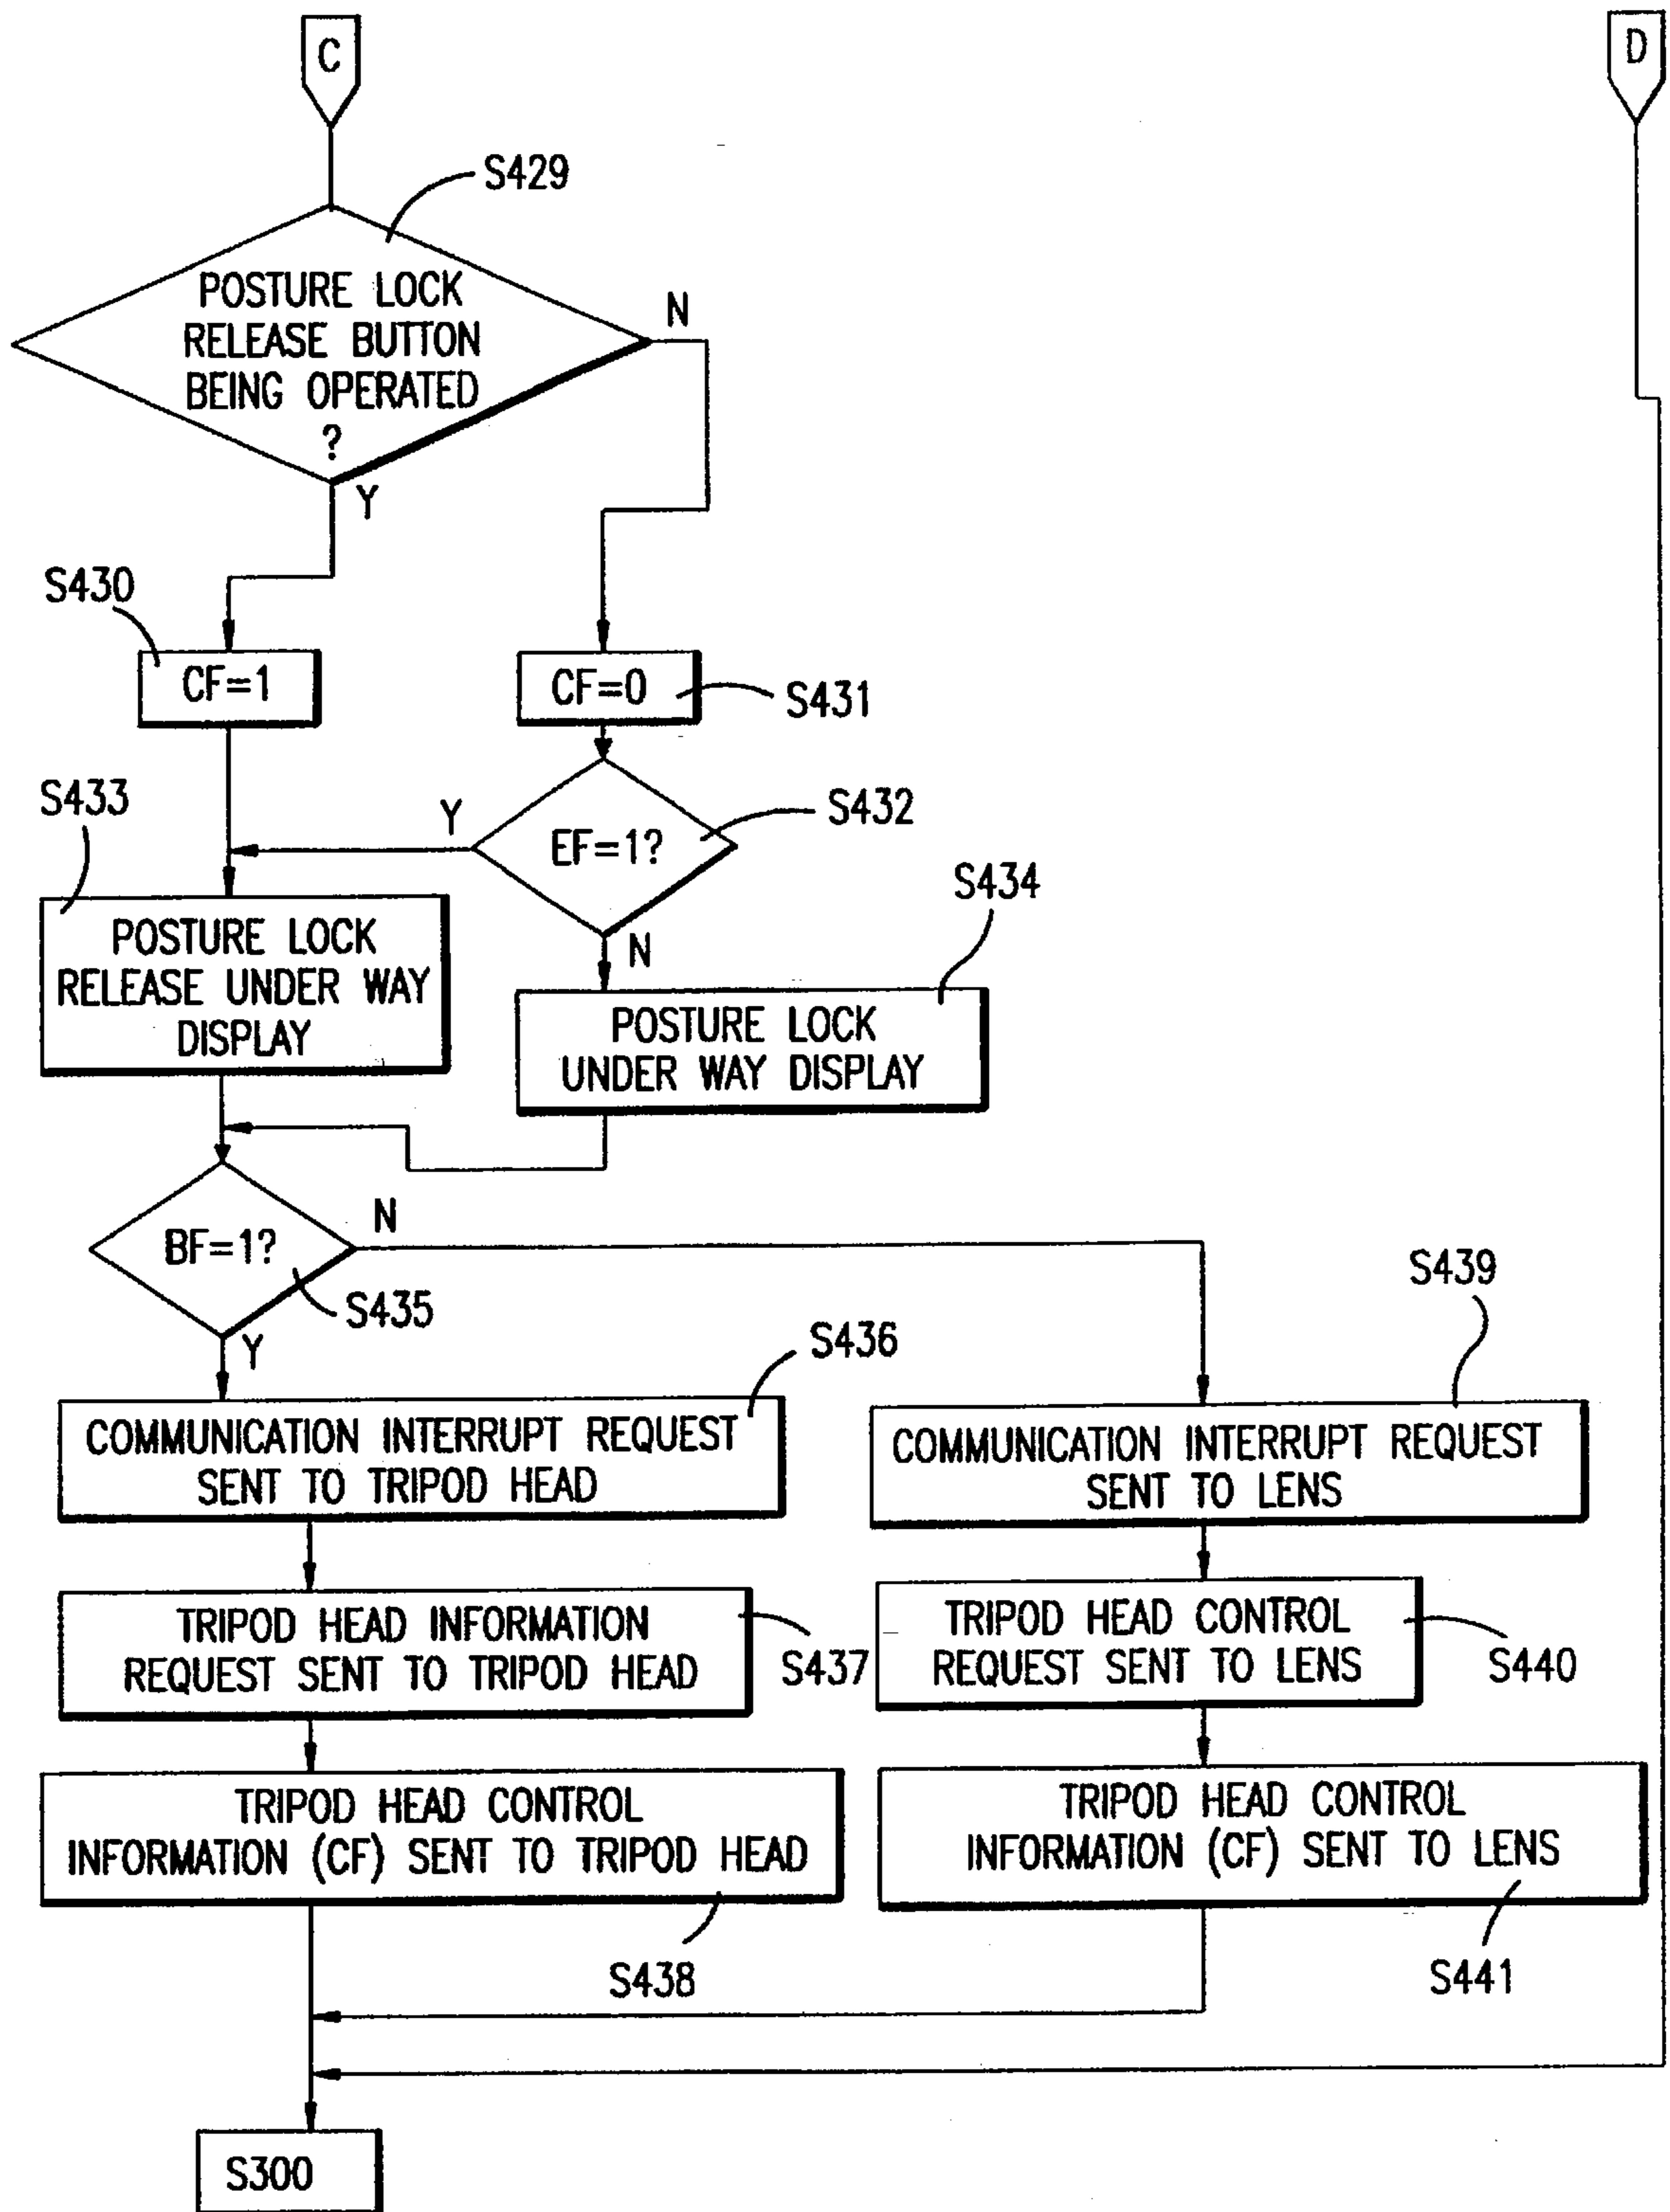 C
D
S429
POSTURE LOCK
RELEASE BUTTON
BEING OPERATED
?
N
Y
S430
CF=1
CF=0
S431
S433
Y
EF=1?
S432
N
S434
POSTURE LOCK
RELEASE UNDER WAY
DISPLAY
POSTURE LOCK
UNDER WAY DISPLAY
BF=1?
N
S435
Y
S436
S439
COMMUNICATION INTERRUPT REQUEST
SENT TO TRIPOD HEAD
COMMUNICATION INTERRUPT REQUEST
SENT TO LENS
TRIPOD HEAD INFORMATION
REQUEST SENT TO TRIPOD HEAD
S437
TRIPOD HEAD CONTROL
REQUEST SENT TO LENS
S440
TRIPOD HEAD CONTROL
INFORMATION (CF) SENT TO TRIPOD HEAD
TRIPOD HEAD CONTROL
INFORMATION (CF) SENT TO LENS
S438
S441
S300